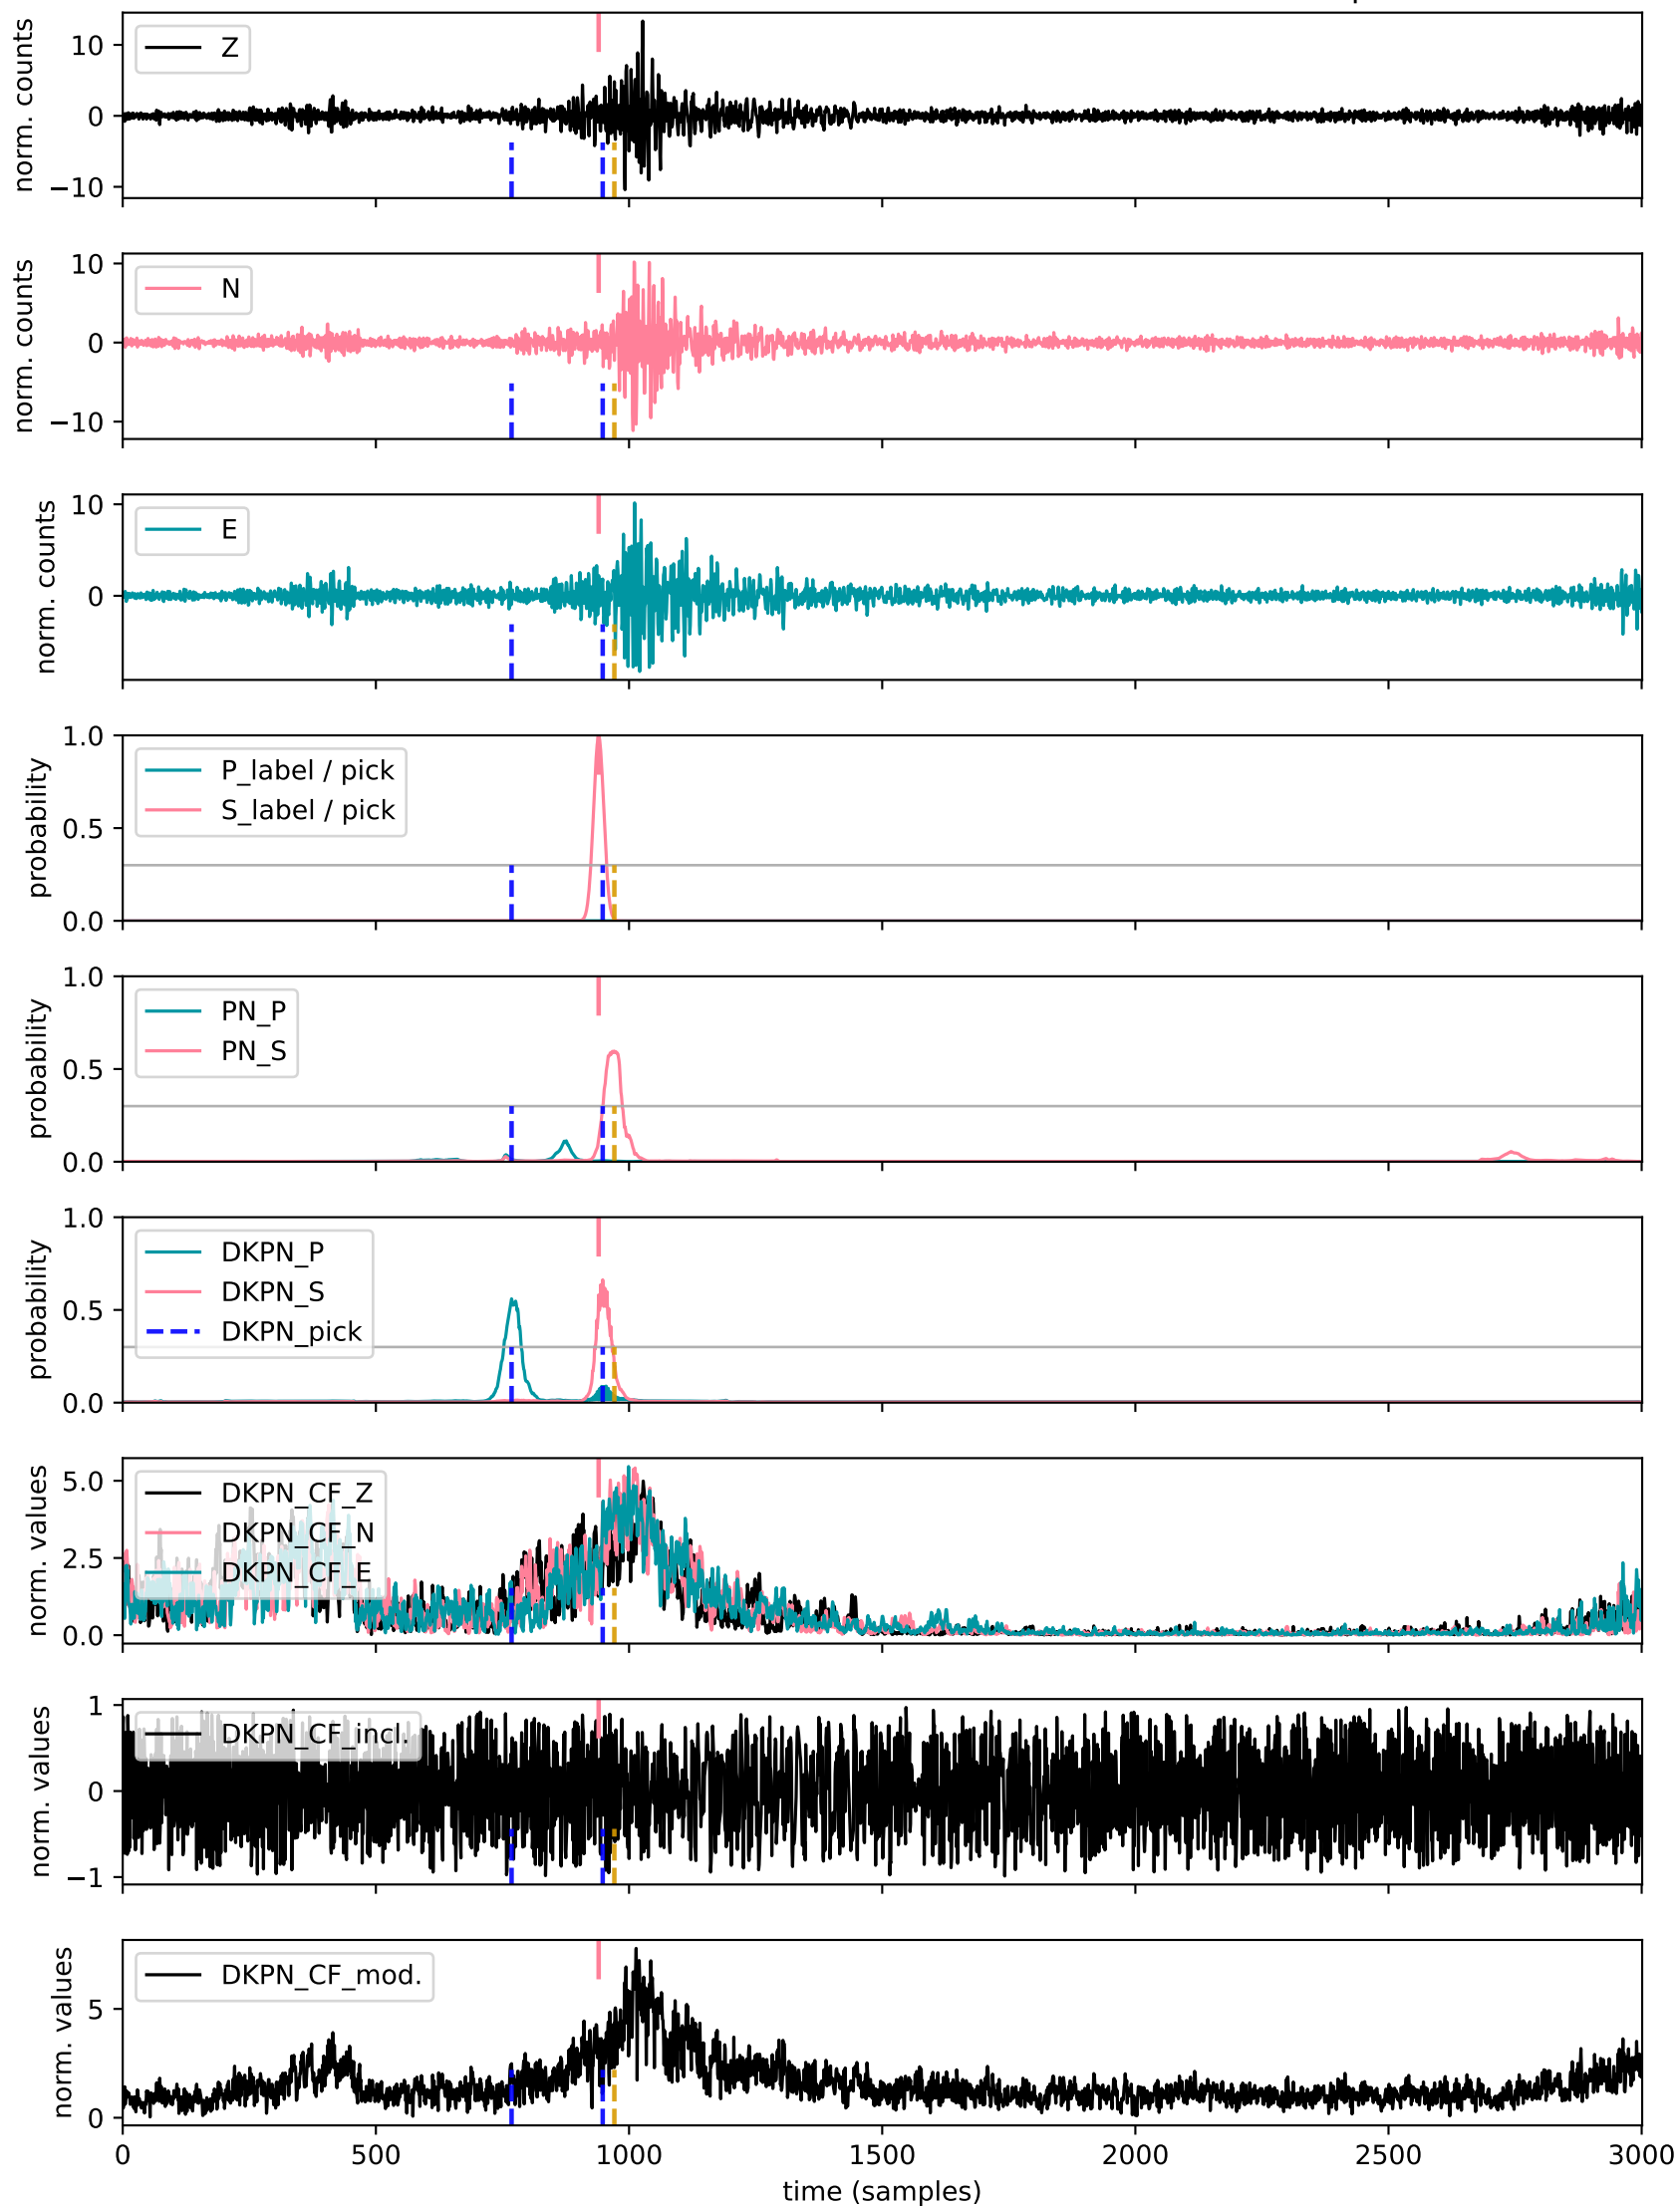 norm. counts
10
0
−10
Z
norm. counts
10
0
−10
N
norm. counts
10
0
E
probability
1.0
0.5
0.0
P_label / pick
S_label / pick
probability
1.0
0.5
0.0
PN_P
PN_S
probability
1.0
0.5
0.0
DKPN_P
DKPN_S
DKPN_pick
norm. values
5.0
2.5
0.0
DKPN_CF_Z
DKPN_CF_N
DKPN_CF_E
norm. values
1
0
−1
DKPN_CF_incl.
norm. values
5
0
DKPN_CF_mod.
0 500 1000 1500 2000 2500 3000
time (samples)